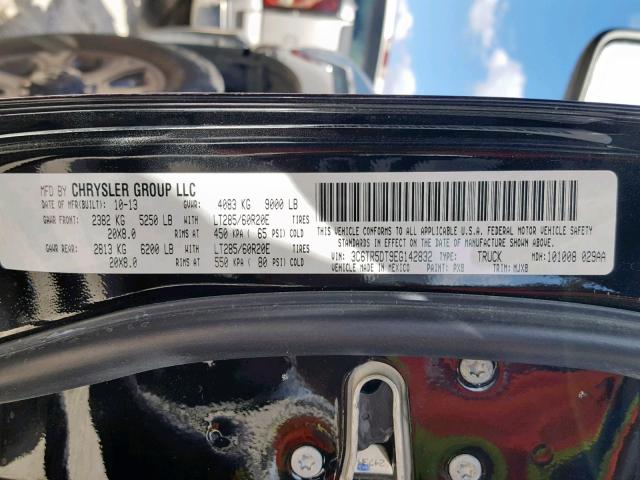 MFD BY CHRYSLER GROUP LLC
DATE OF MFR(BUILT): 10-13 GVWR: 4083 KG 9000 LB
GAWR FRONT: 2382 KG 5250 LB WITH LT285/60R20E TIRES
20X8.0 RIMS AT 450 KPA ( 65 PSI) COLD
GAWR REAR: 2813 KG 6200 LB WITH LT285/60R20E TIRES
20X8.0 RIMS AT 550 KPA ( 80 PSI) COLD
THIS VEHICLE CONFORMS TO ALL APPLICABLE U.S.A. FEDERAL MOTOR VEHICLE SAFETY
STANDARDS IN EFFECT ON THE DATE OF MANUFACTURE SHOWN ABOVE.
VIN: 3C6TR5DT9EG142832 TYPE: TRUCK MDH:101008 029AA
VEHICLE MADE IN MEXICO PAINT: PX8 TRIM: MJX8